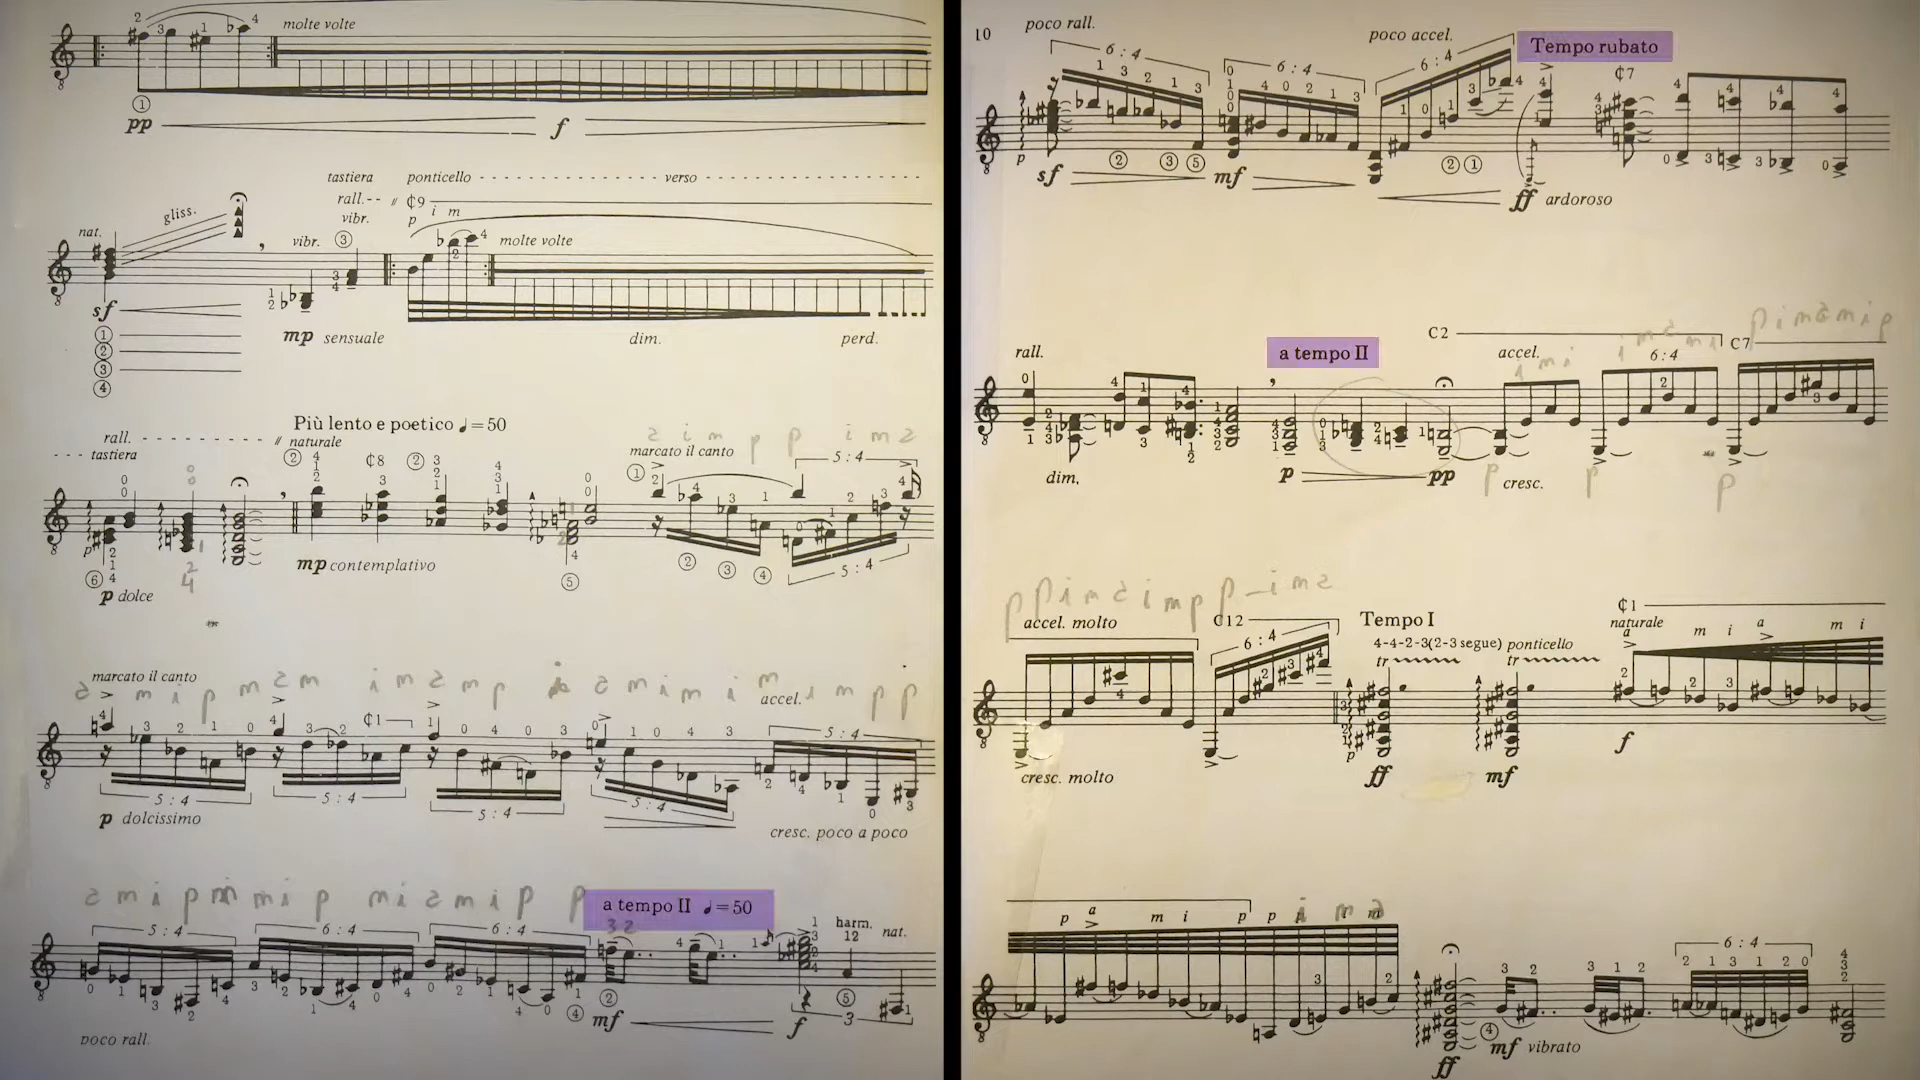 molte volte
pp f
tastiera ponticello verso
rall. ₵9
gliss. vibr. p i m
nat. vibr. molte volte
sf
mp sensuale dim. perd.
Più lento e poetico ♩=50
rall. naturale
tastiera ₵8 marcato il canto 5:4
mp contemplativo 5:4
p dolce
marcato il canto
a m i p m a m i m a m p a m i m i m i m p p
accel.
₵1 5:4
5:4 5:4 5:4 5:4
p dolcissimo
cresc. poco a poco
a m i p m m i p m i a m i p p
a tempo II ♩=50
5:4 6:4 6:4 harm. 12 nat.
mf f 3
poco rall.
10 poco rall. poco accel. Tempo rubato
6:4 6:4 6:4 ₵7
p sf mf ff ardoroso
p i m a m i p
rall. a tempo II C2 accel. 6:4 C7
dim. p pp cresc.
p p p
p p i m a i m p p i m a
accel. molto ₵12 6:4 Tempo I ₵1
4-4-2-3(2-3 segue) ponticello naturale
tr tr a m i a m i
cresc. molto p ff mf f
p a m i p p i m a
6:4
ff mf vibrato